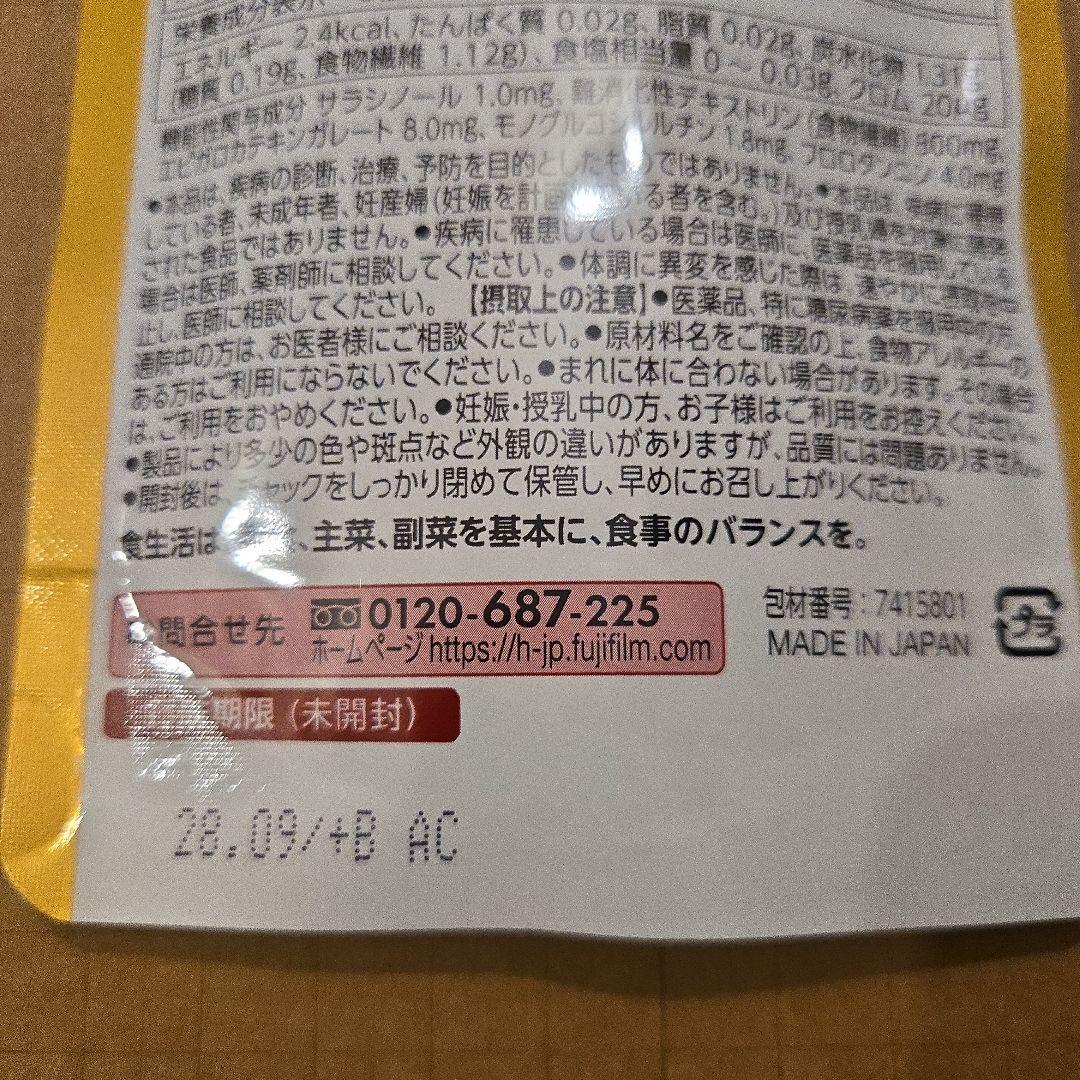 栄養成分表示
エネルギー 2.4kcal、たんぱく質 0.02g、脂質 0.02g、炭水化物 1.31g
(糖質 0.19g、食物繊維 1.12g)、食塩相当量 0～0.03g、クロム 20μg
機能性関与成分 サラシノール 1.0mg、難消化性デキストリン(食物繊維) 800mg、
エピガロカテキンガレート 8.0mg、モノグルコシルルチン 1.8mg、フロロタンニン 4.0mg
●本品は、疾病の診断、治療、予防を目的としたものではありません。●本品は、疾病に罹患
している者、未成年者、妊産婦(妊娠を計画している者を含む。)及び授乳婦を対象に開発
された食品ではありません。●疾病に罹患している場合は医師に、医薬品を服用している
場合は医師、薬剤師に相談してください。●体調に異変を感じた際は、速やかに摂取を中
止し、医師に相談してください。【摂取上の注意】●医薬品、特に糖尿病薬を服用中の方、
通院中の方は、お医者様にご相談ください。●原材料名をご確認の上、食物アレルギーの
ある方はご利用にならないでください。●まれに体に合わない場合があります。その場合
は、ご利用をおやめください。●妊娠・授乳中の方、お子様はご利用をお控えください。
●製品により多少の色や斑点など外観の違いがありますが、品質には問題ありません。
●開封後は、チャックをしっかり閉めて保管し、早めにお召し上がりください。
食生活は、主菜、副菜を基本に、食事のバランスを。
お問合せ先 0120-687-225
ホームページ https://h-jp.fujifilm.com
包材番号：7415801
MADE IN JAPAN
プラ
期限（未開封）
28.09/+B AC